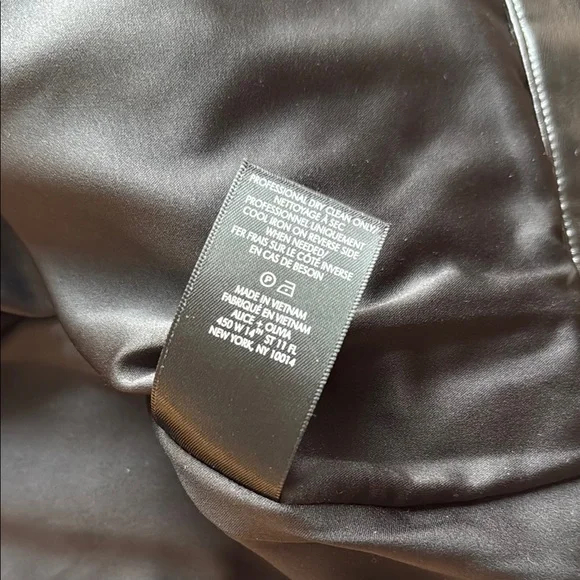 PROFESSIONAL DRY CLEAN ONLY/
NETTOYAGE À SEC
PROFESSIONNEL UNIQUEMENT
COOL IRON ON REVERSE SIDE
WHEN NEEDED/
FER FRAIS SUR LE CÔTÉ INVERSE
EN CAS DE BESOIN
P
MADE IN VIETNAM
FABRIQUÉ EN VIETNAM
ALICE + OLIVIA
450 W 14TH ST 11 FL
NEW YORK, NY 10014